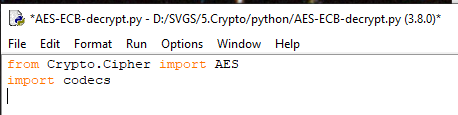 *AES-ECB-decrypt.py - D:/SVGS/5.Crypto/python/AES-ECB-decrypt.py (3.8.0)*
File Edit Format Run Options Window Help
from Crypto.Cipher import AES
import codecs